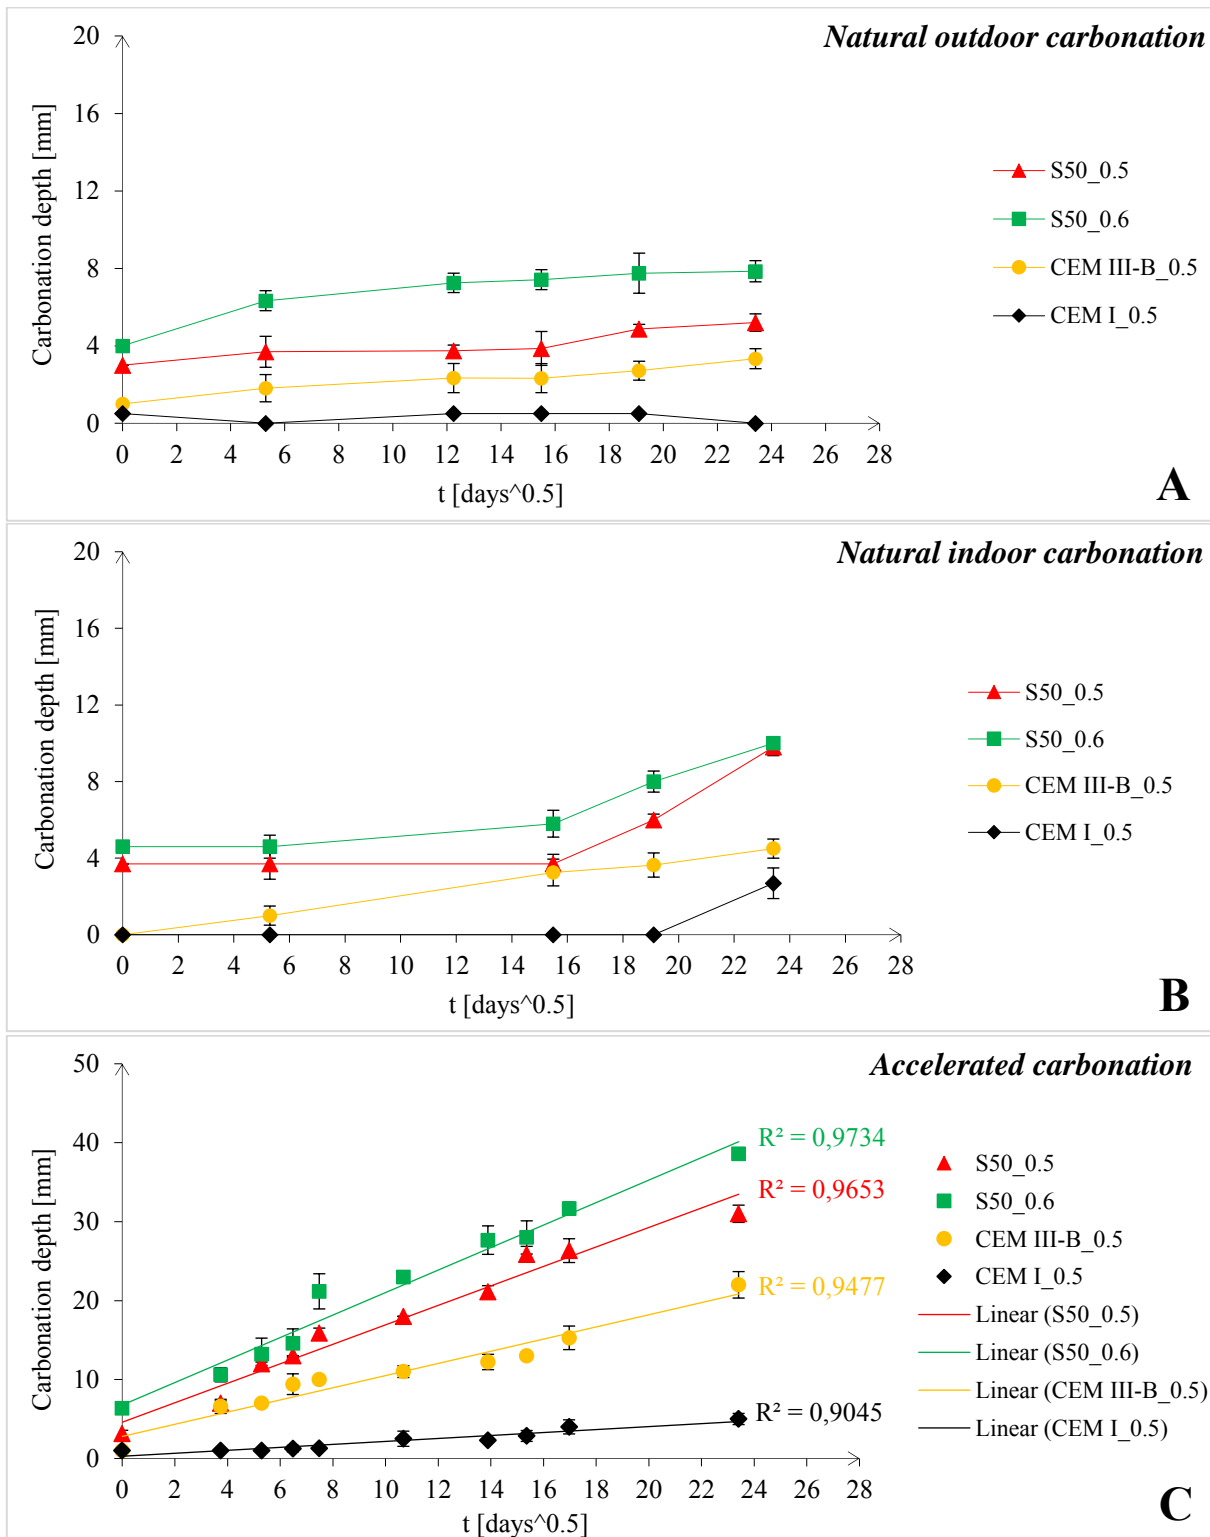 Natural outdoor carbonation
Carbonation depth [mm]
20
16
12
8
4
0
0 2 4 6 8 10 12 14 16 18 20 22 24 26 28
t [days^0.5]
S50_0.5
S50_0.6
CEM III-B_0.5
CEM I_0.5
A
Natural indoor carbonation
Carbonation depth [mm]
20
16
12
8
4
0
0 2 4 6 8 10 12 14 16 18 20 22 24 26 28
t [days^0.5]
S50_0.5
S50_0.6
CEM III-B_0.5
CEM I_0.5
B
Accelerated carbonation
Carbonation depth [mm]
50
40
30
20
10
0
0 2 4 6 8 10 12 14 16 18 20 22 24 26 28
t [days^0.5]
R² = 0,9734
R² = 0,9653
R² = 0,9477
R² = 0,9045
S50_0.5
S50_0.6
CEM III-B_0.5
CEM I_0.5
Linear (S50_0.5)
Linear (S50_0.6)
Linear (CEM III-B_0.5)
Linear (CEM I_0.5)
C